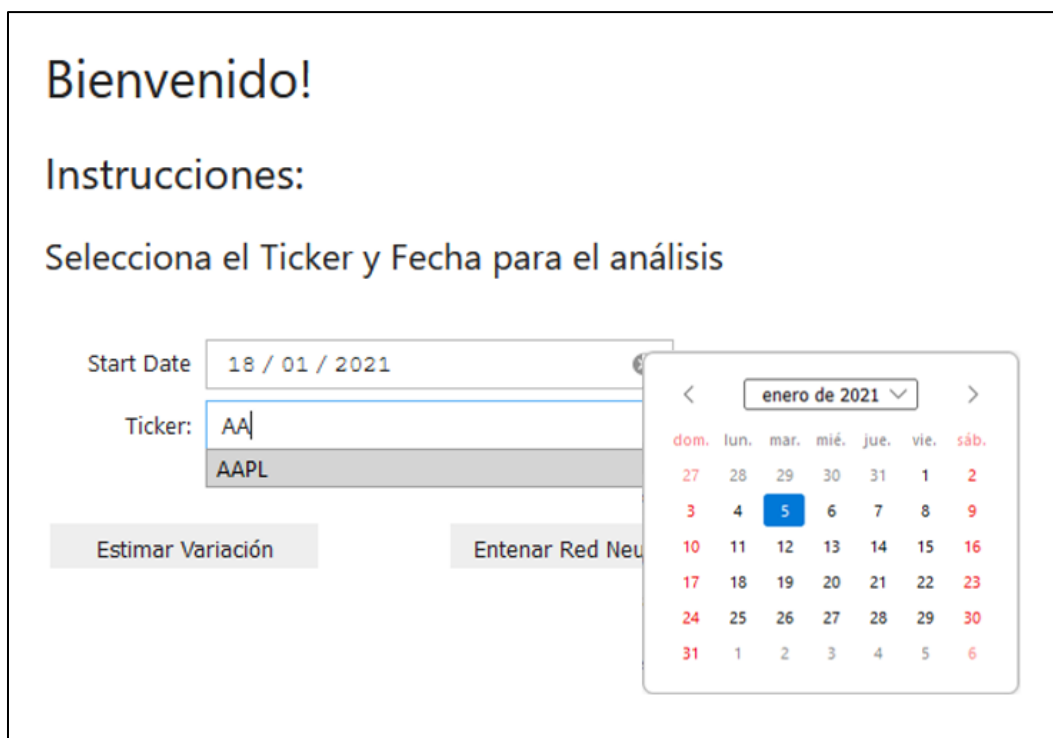 Bienvenido!
Instrucciones:
Selecciona el Ticker y Fecha para el análisis
Start Date 18 / 01 / 2021
Ticker: AA
AAPL
Estimar Variación Entenar Red Neu
enero de 2021
dom. lun. mar. mié. jue. vie. sáb.
27 28 29 30 31 1 2
3 4 5 6 7 8 9
10 11 12 13 14 15 16
17 18 19 20 21 22 23
24 25 26 27 28 29 30
31 1 2 3 4 5 6